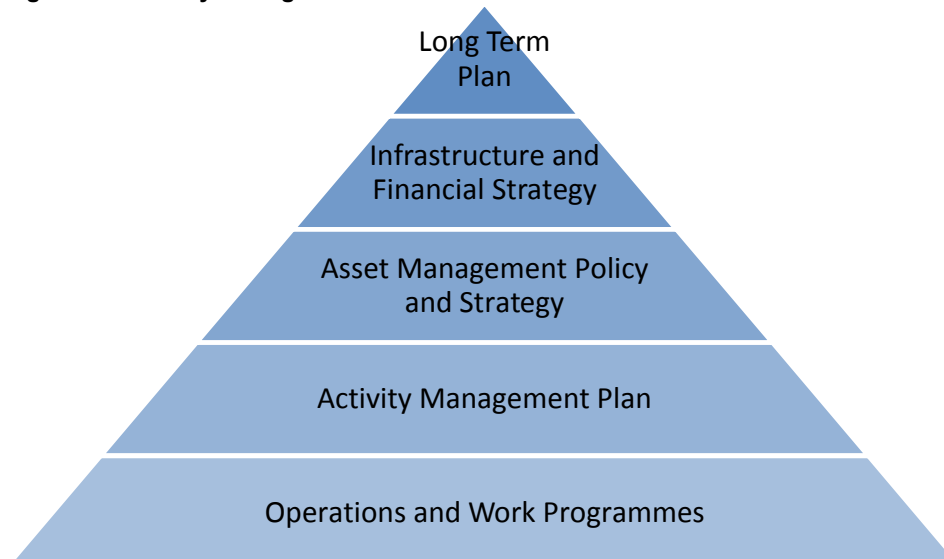 Long Term
Plan
Infrastructure and
Financial Strategy
Asset Management Policy
and Strategy
Activity Management Plan
Operations and Work Programmes